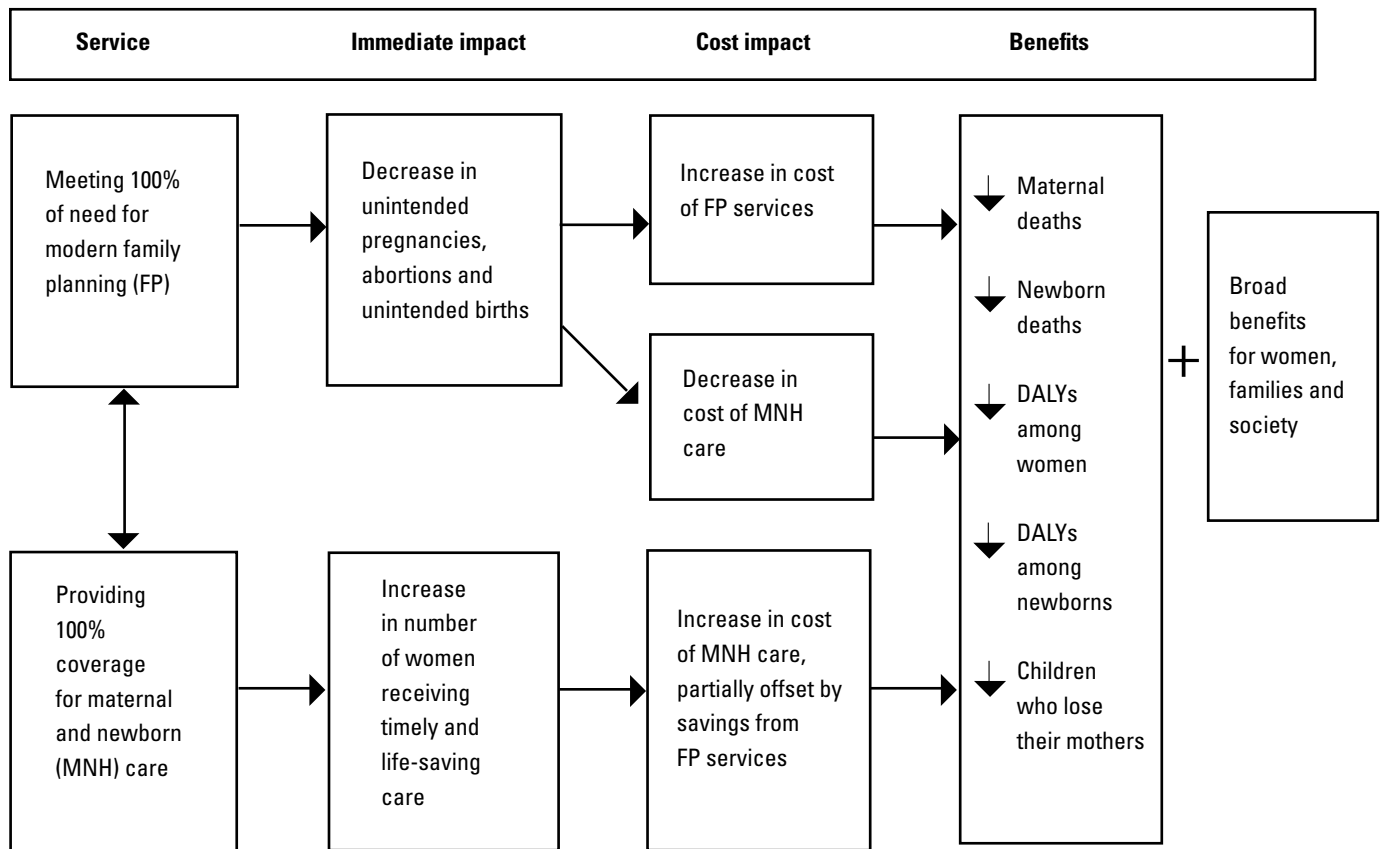 Service Immediate impact Cost impact Benefits
Meeting 100%
of need for
modern family
planning (FP)
Decrease in
unintended
pregnancies,
abortions and
unintended births
Increase in cost
of FP services
Decrease in
cost of MNH
care
Providing
100%
coverage
for maternal
and newborn
(MNH) care
Increase
in number
of women
receiving
timely and
life-saving
care
Increase in cost
of MNH care,
partially offset by
savings from
FP services
Maternal
deaths
Newborn
deaths
DALYs
among
women
DALYs
among
newborns
Children
who lose
their mothers
+
Broad
benefits
for women,
families and
society